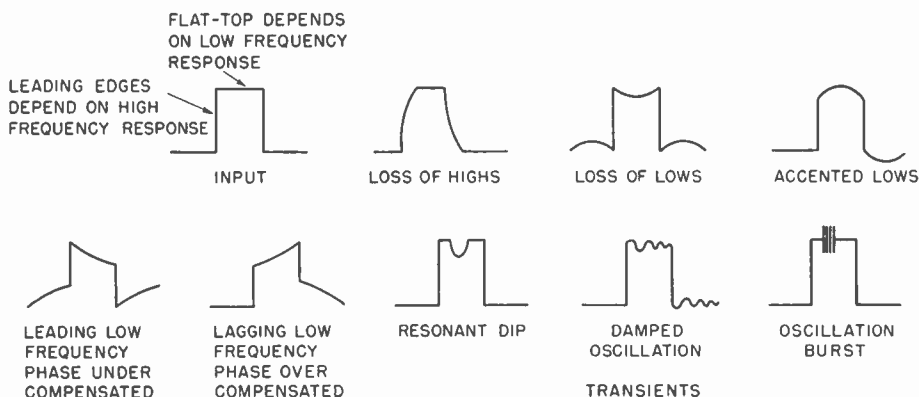 FLAT-TOP DEPENDS
ON LOW FREQUENCY
RESPONSE
LEADING EDGES
DEPEND ON HIGH
FREQUENCY RESPONSE
INPUT
LOSS OF HIGHS
LOSS OF LOWS
ACCENTED LOWS
LEADING LOW
FREQUENCY
PHASE UNDER
COMPENSATED
LAGGING LOW
FREQUENCY
PHASE OVER
COMPENSATED
RESONANT DIP
DAMPED
OSCILLATION
TRANSIENTS
OSCILLATION
BURST